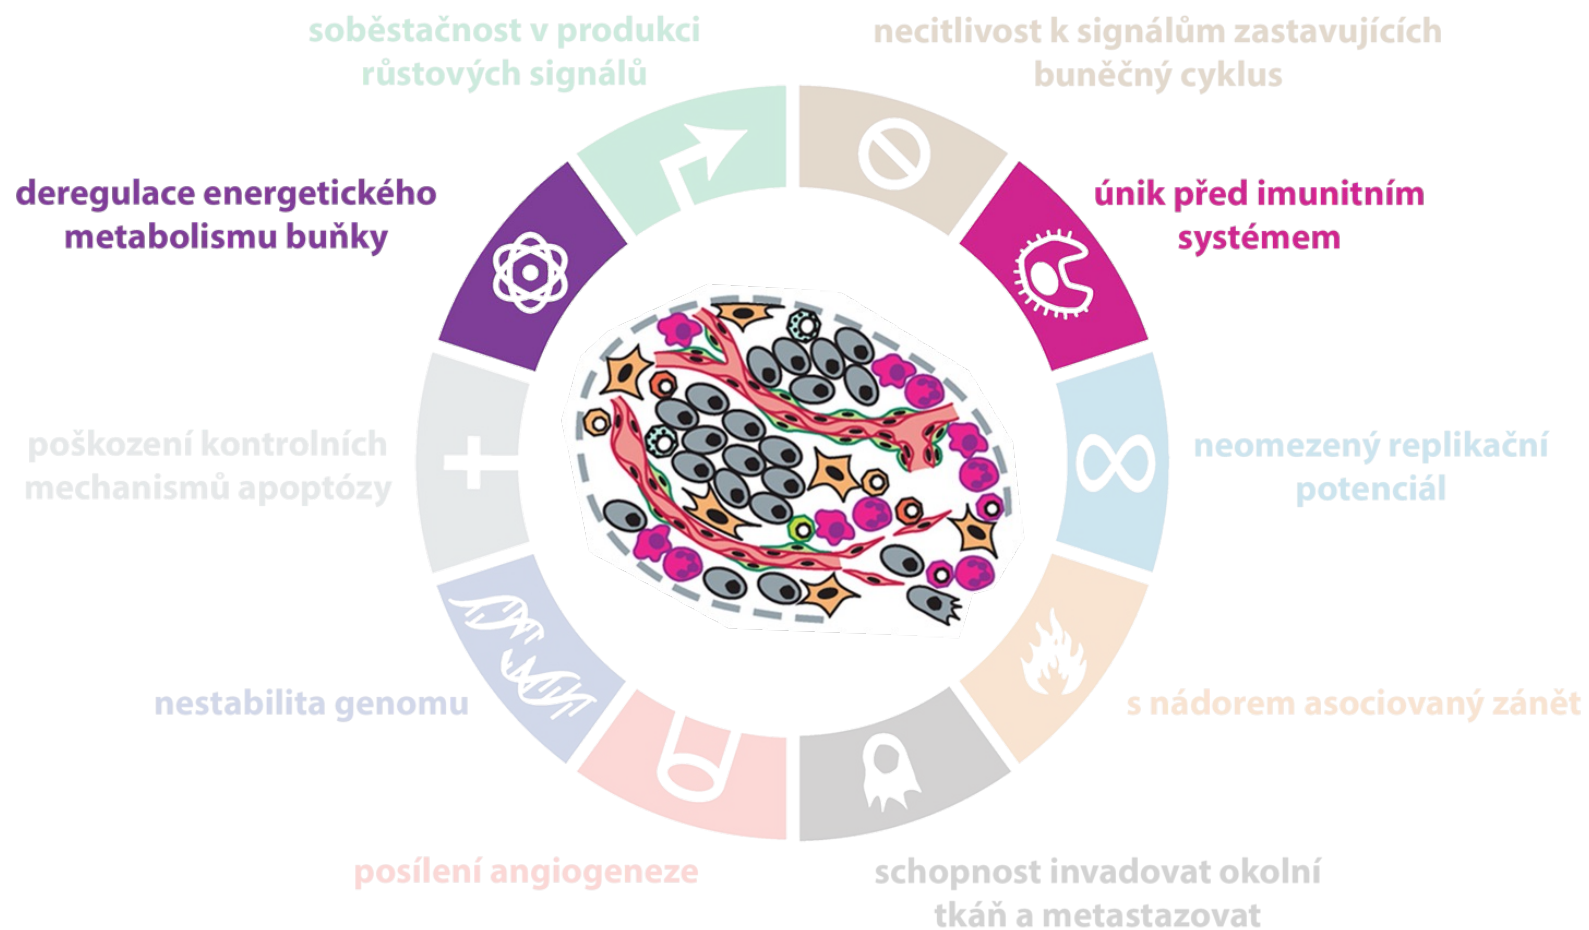 soběstačnost v produkci
růstových signálů
necitlivost k signálům zastavujících
buněčný cyklus
deregulace energetického
metabolismu buňky
únik před imunitním
systémem
poškození kontrolních
mechanismů apoptózy
neomezený replikační
potenciál
nestabilita genomu
s nádorem asociovaný zánět
posílení angiogeneze
schopnost invadovat okolní
tkáň a metastazovat